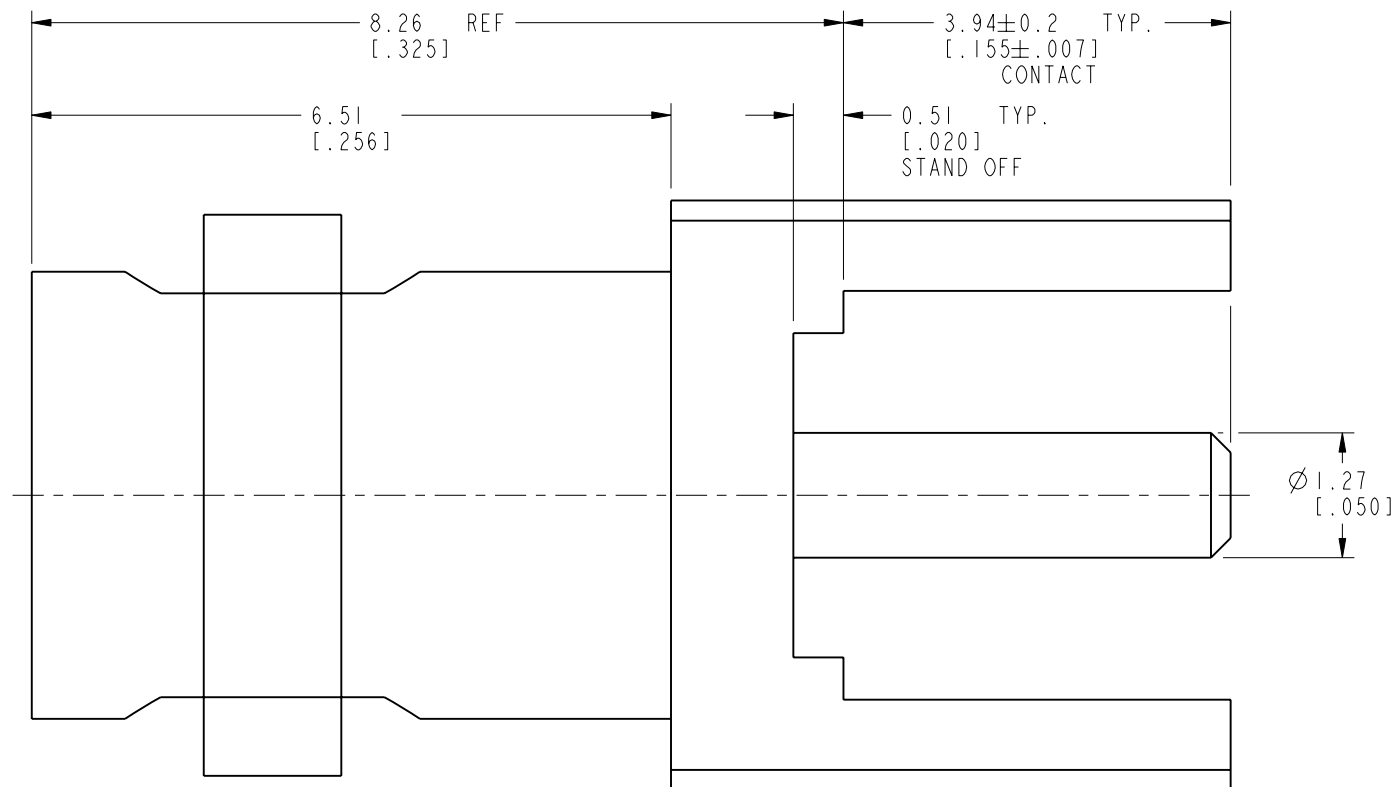 8.26 REF
[.325]
3.94±0.2 TYP.
[.155±.007]
CONTACT
6.51
[.256]
0.51 TYP.
[.020]
STAND OFF
Ø1.27
[.050]